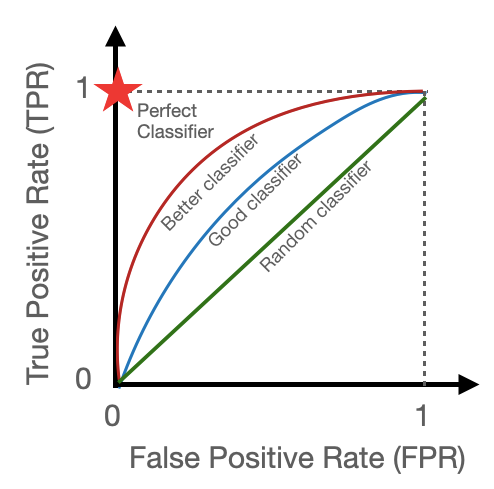 True Positive Rate (TPR)
1
Perfect
Classifier
Better classifier
Good classifier
Random classifier
0
0
1
False Positive Rate (FPR)